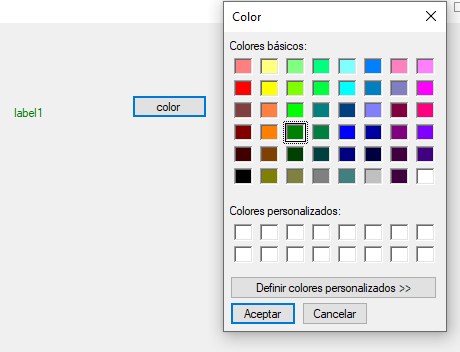 label1
color
Color
Colores básicos:
Colores personalizados:
Definir colores personalizados >>
Aceptar
Cancelar